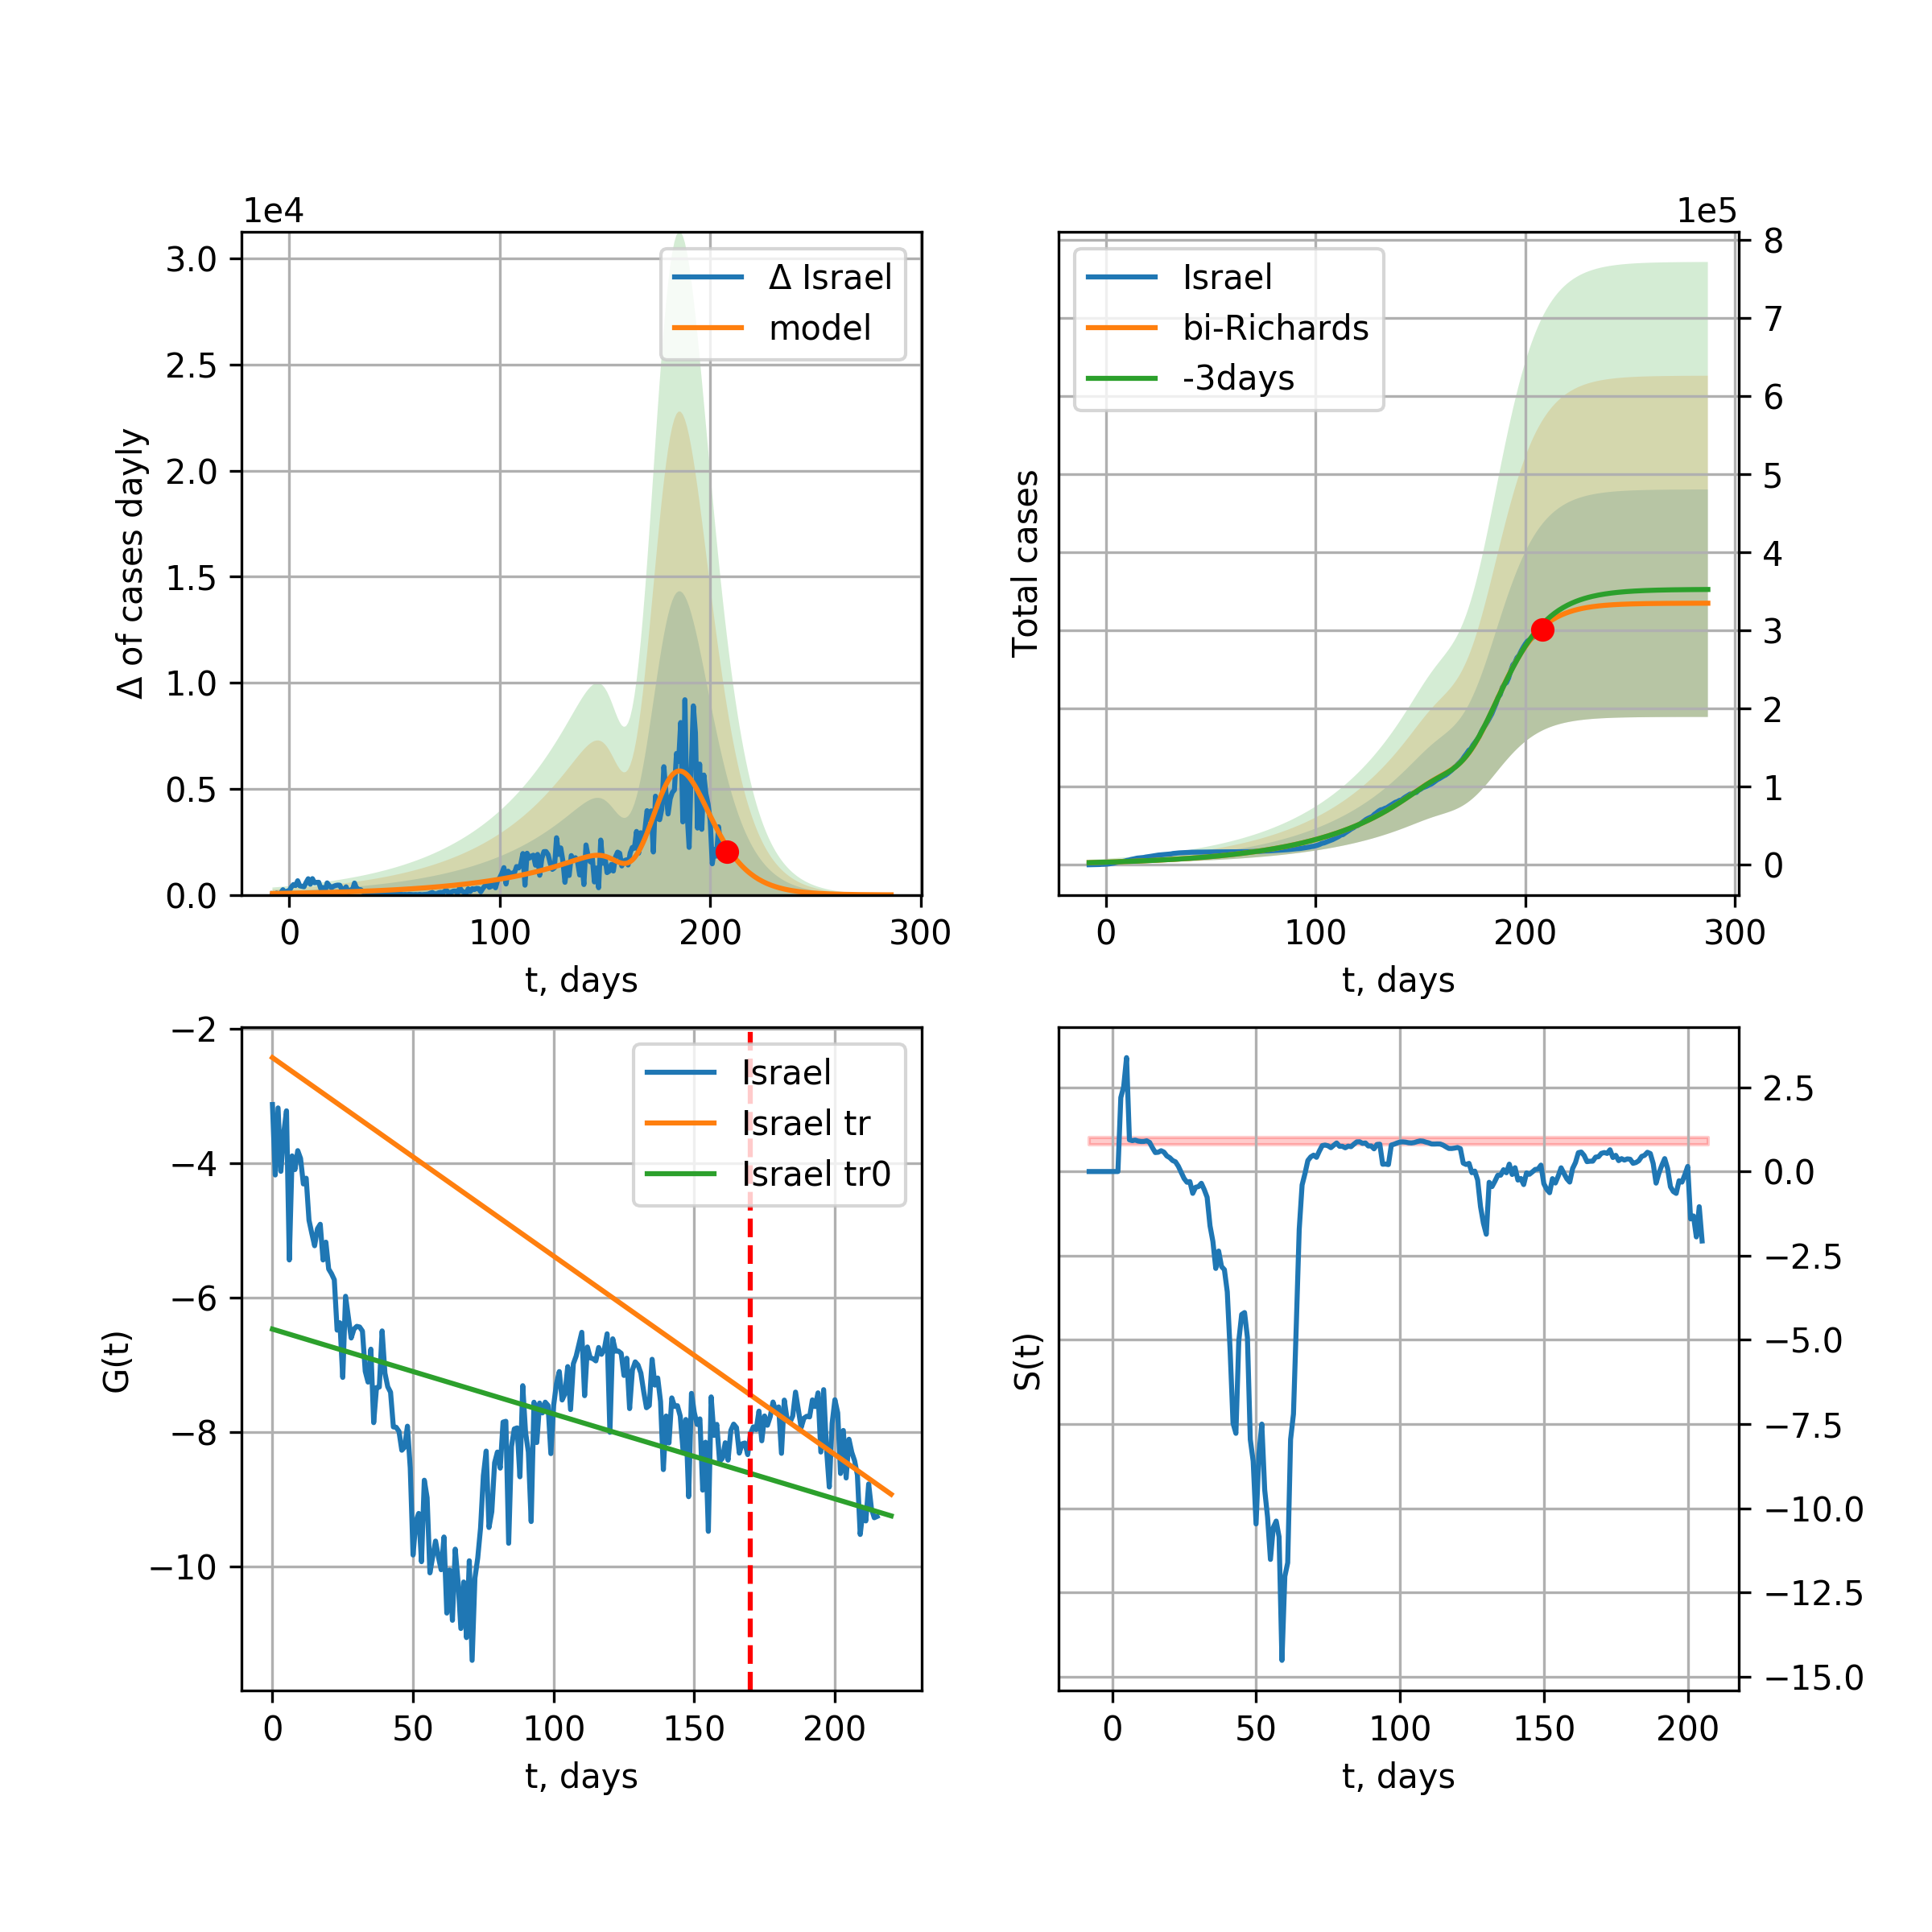 1e4
3.0
2.5
2.0
1.5
1.0
0.5
0.0
Δ of cases dayly
Δ Israel
model
0 100 200 300
t, days
1e5
8
7
6
5
4
3
2
1
0
Total cases
Israel
bi-Richards
-3days
0 100 200 300
t, days
−2
−4
−6
−8
−10
G(t)
Israel
Israel tr
Israel tr0
0 50 100 150 200
t, days
2.5
0.0
−2.5
−5.0
−7.5
−10.0
−12.5
−15.0
S(t)
0 50 100 150 200
t, days